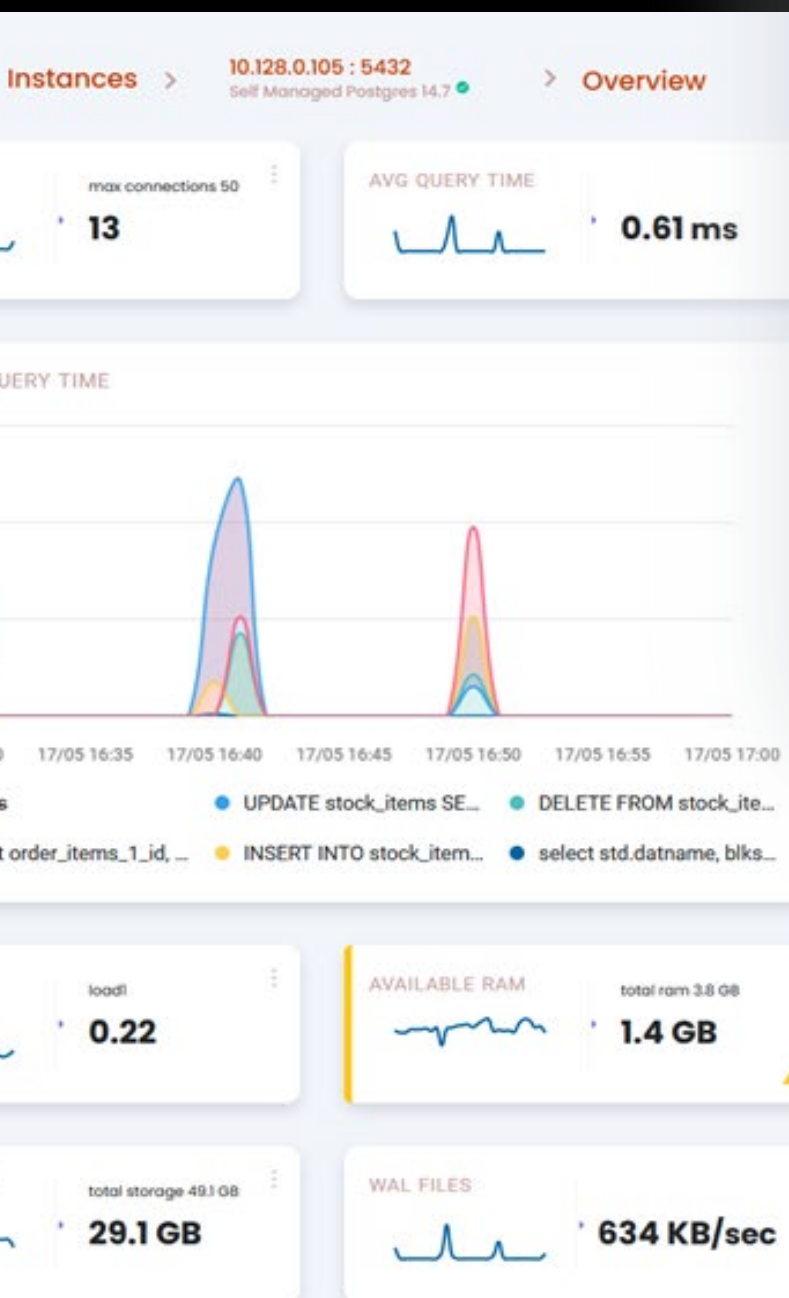 Instances > 10.128.0.105 : 5432 > Overview
Self Managed Postgres 14.7
max connections 50
13
AVG QUERY TIME
0.61 ms
UERY TIME
0 17/05 16:35 17/05 16:40 17/05 16:45 17/05 16:50 17/05 16:55 17/05 17:00
s UPDATE stock_items SE... DELETE FROM stock_ite...
t order_items_1_id, ... INSERT INTO stock_item... select std.datname, blks...
load1
0.22
AVAILABLE RAM
total ram 3.8 GB
1.4 GB
total storage 49.1 GB
29.1 GB
WAL FILES
634 KB/sec